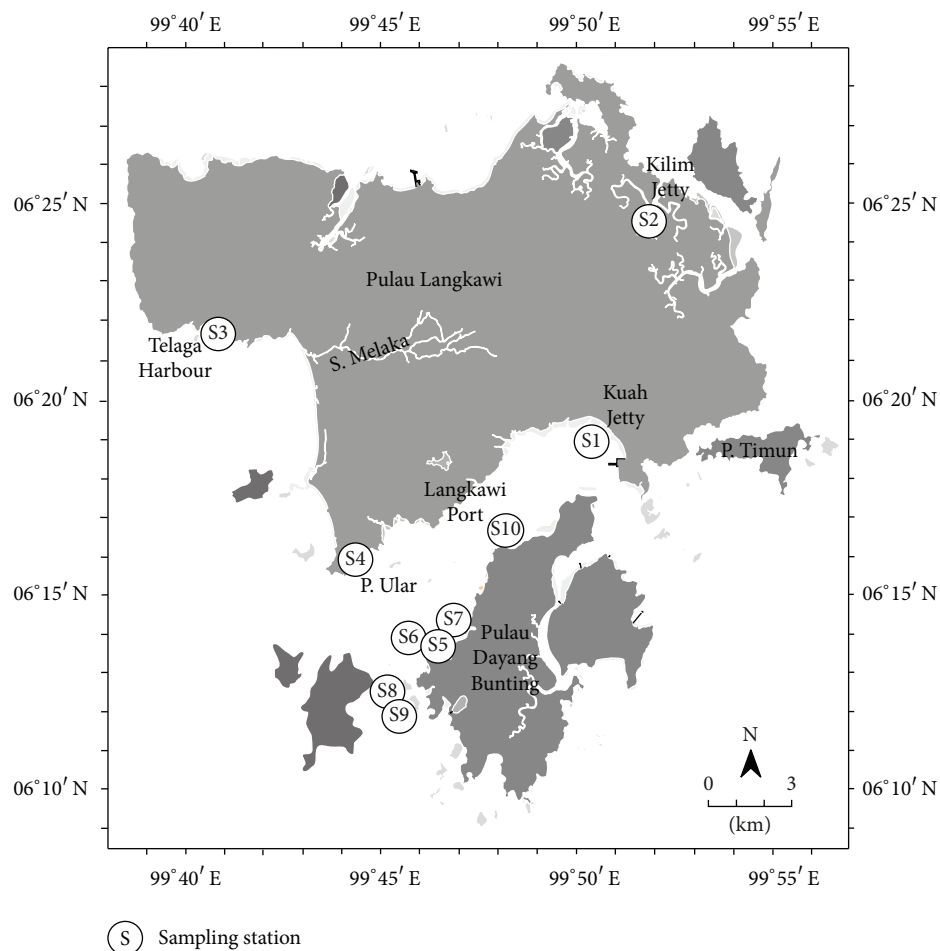 99°40′ E 99°45′ E 99°50′ E 99°55′ E
Kilim
Jetty
06°25′ N 06°25′ N
S2
Pulau Langkawi
S3
Telaga
Harbour
S. Melaka
06°20′ N 06°20′ N
Kuah
Jetty
S1
P. Timun
Langkawi
Port
S10
S4
P. Ular
06°15′ N 06°15′ N
S7
S6
S5
Pulau
Dayang
Bunting
S8
S9
N
06°10′ N 06°10′ N
0 3
(km)
99°40′ E 99°45′ E 99°50′ E 99°55′ E
S Sampling station